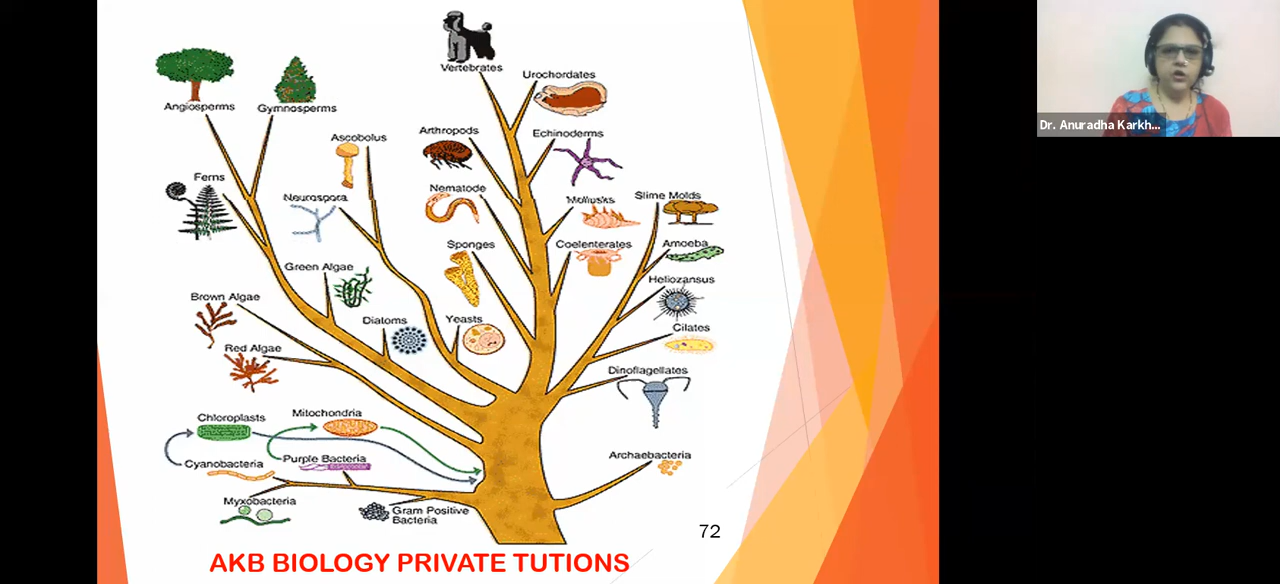 Vertebrates
Urochordates
Angiosperms
Gymnosperms
Ascobolus
Arthropods
Echinoderms
Ferns
Neurospora
Nematode
Mollusks
Slime Molds
Sponges
Coelenterates
Amoeba
Green Algae
Heliozansus
Brown Algae
Diatoms
Yeasts
Cilates
Red Algae
Dinoflagellates
Chloroplasts
Mitochondria
Cyanobacteria
Purple Bacteria
Archaebacteria
Myxobacteria
Gram Positive
Bacteria
72
AKB BIOLOGY PRIVATE TUTIONS
Dr. Anuradha Karkh...